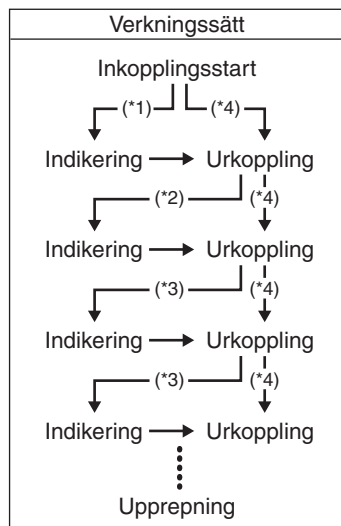 Verkningssätt
Inkopplingsstart
(*1) (*4)
Indikering Urkoppling
(*2) (*4)
Indikering Urkoppling
(*3) (*4)
Indikering Urkoppling
(*3) (*4)
Indikering Urkoppling
Upprepning